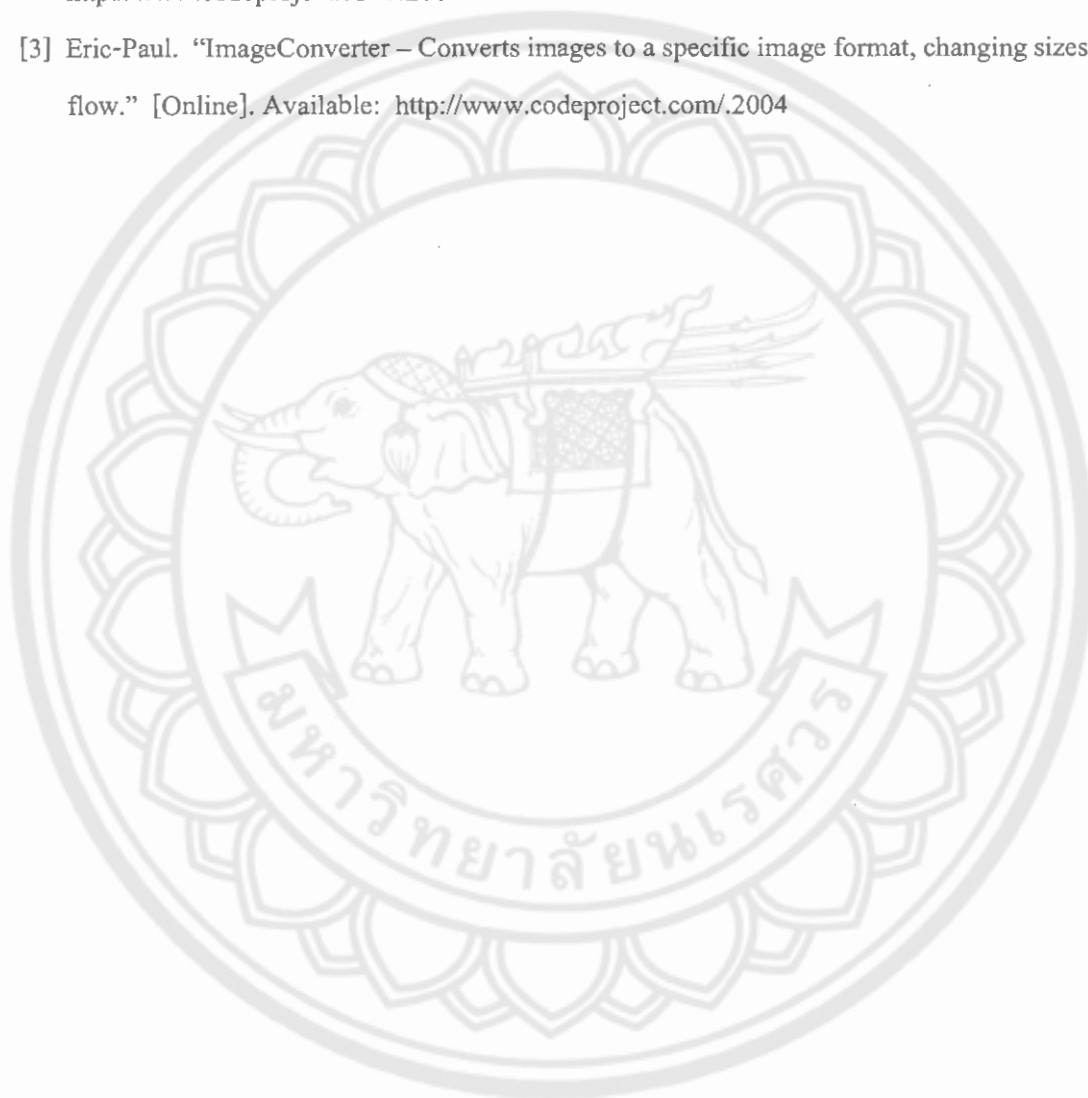 [3] Eric-Paul. “ImageConverter – Converts images to a specific image format, changing sizes
flow.” [Online]. Available: http://www.codeproject.com/.2004
มหาวิทยาลัยนเรศวร